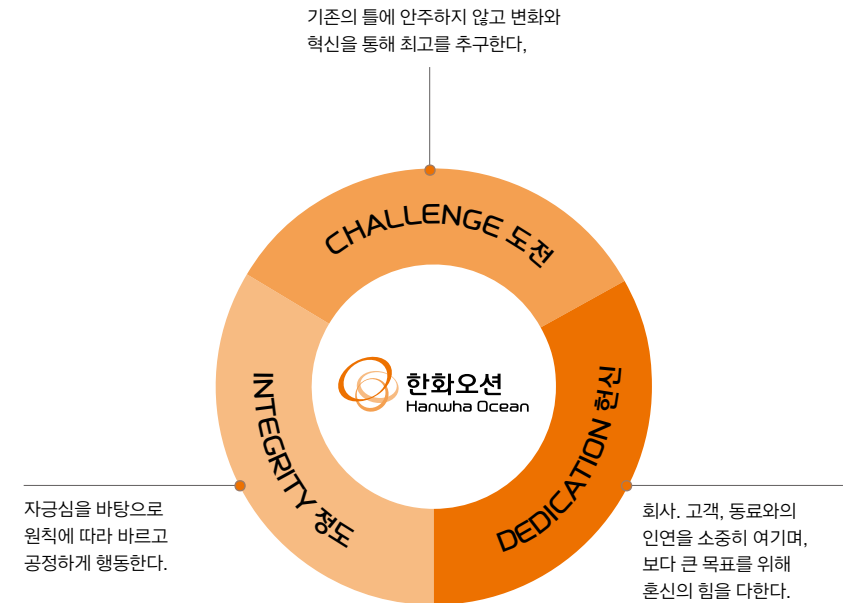 기존의 틀에 안주하지 않고 변화와
혁신을 통해 최고를 추구한다,
CHALLENGE 도전
한화오션
Hanwha Ocean
INTEGRITY 정도
DEDICATION 헌신
자긍심을 바탕으로
원칙에 따라 바르고
공정하게 행동한다.
회사. 고객, 동료와의
인연을 소중히 여기며,
보다 큰 목표를 위해
혼신의 힘을 다한다.